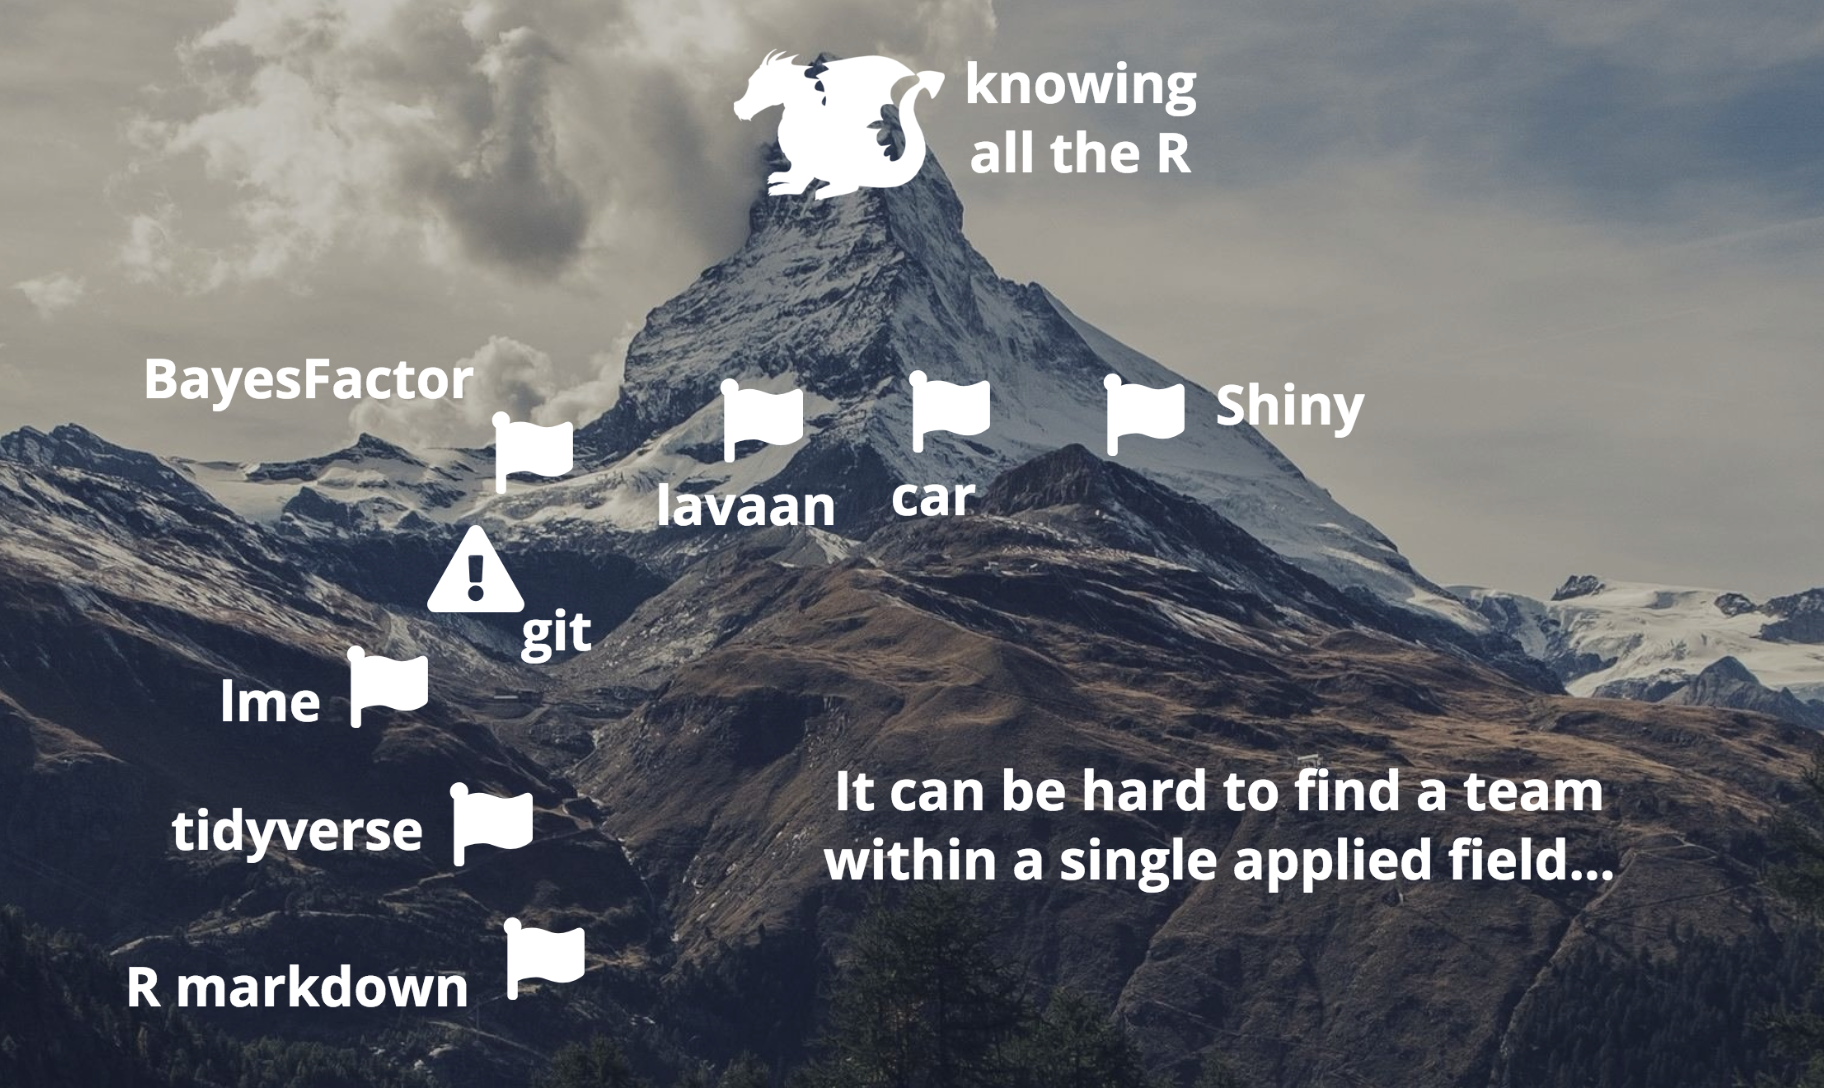 knowing
all the R
BayesFactor
Shiny
lavaan
car
git
lme
tidyverse
It can be hard to find a team
within a single applied field...
R markdown